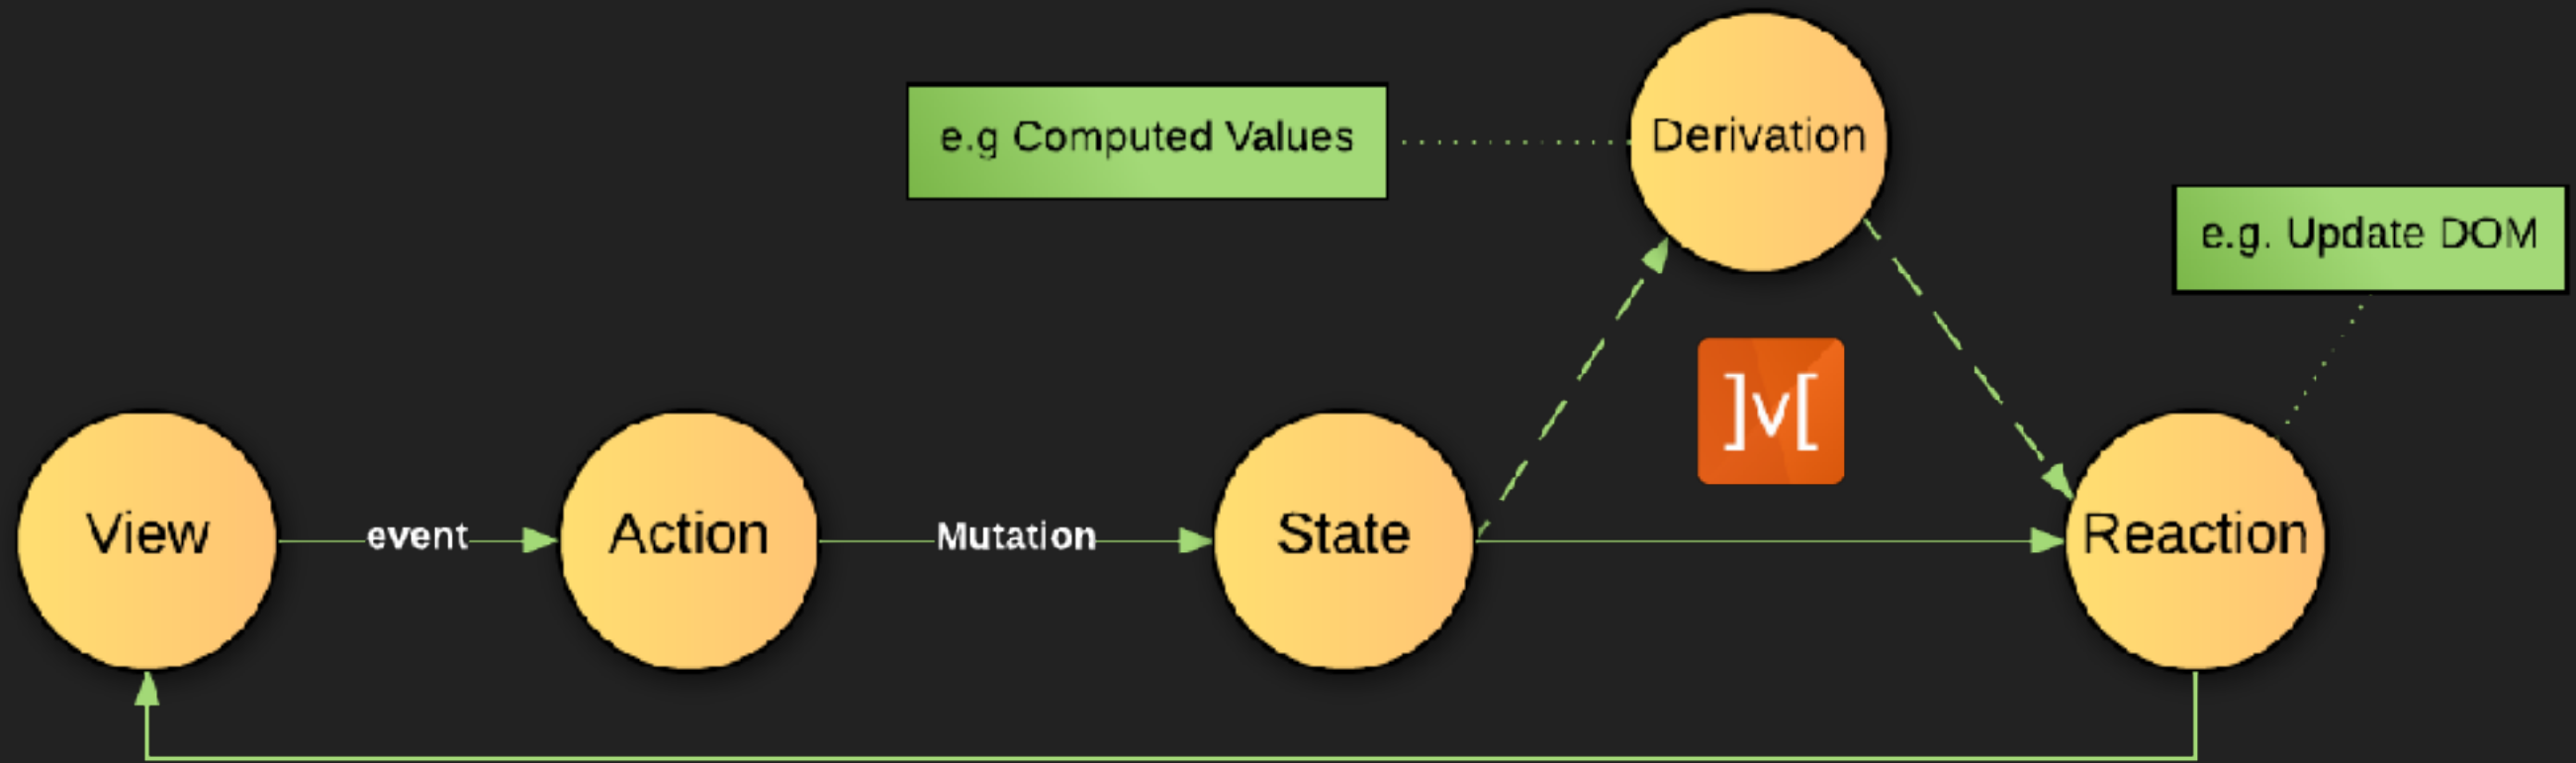 Derivation
e.g Computed Values
e.g. Update DOM
]v[
View
event
Action
Mutation
State
Reaction